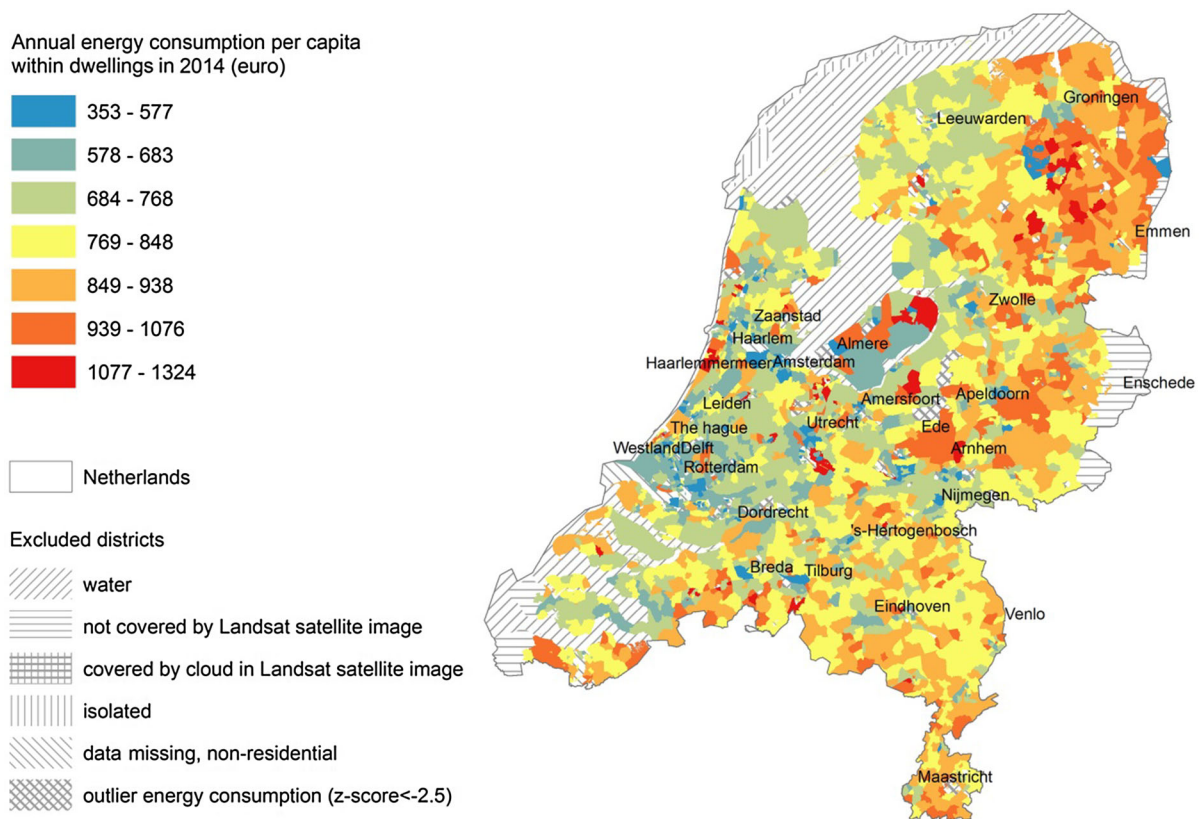 Annual energy consumption per capita
within dwellings in 2014 (euro)
353 - 577
578 - 683
684 - 768
769 - 848
849 - 938
939 - 1076
1077 - 1324
Netherlands
Excluded districts
water
not covered by Landsat satellite image
covered by cloud in Landsat satellite image
isolated
data missing, non-residential
outlier energy consumption (z-score<-2.5)
Groningen
Leeuwarden
Emmen
Zwolle
Zaanstad
Haarlem
Almere
Haarlemmermeer
Amsterdam
Enschede
Apeldoorn
Amersfoort
Leiden
Utrecht
The hague
Ede
Westland
Delft
Arnhem
Rotterdam
Nijmegen
Dordrecht
's-Hertogenbosch
Breda
Tilburg
Eindhoven
Venlo
Maastricht